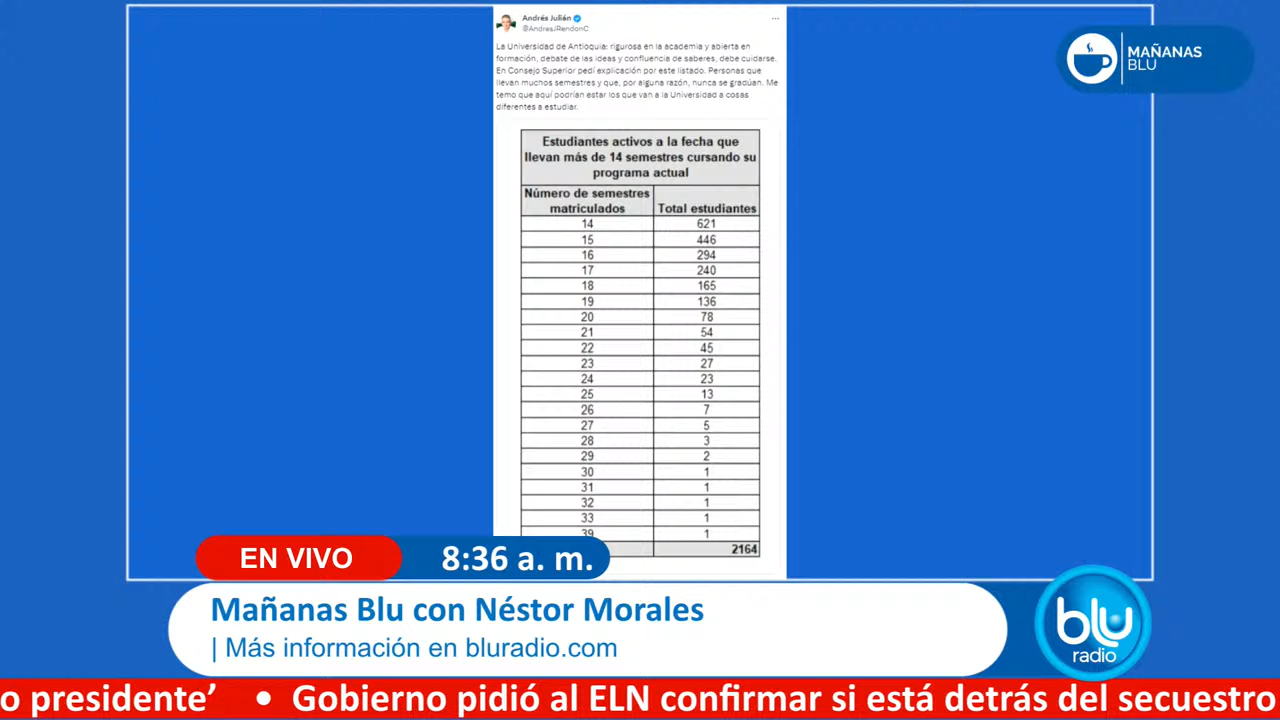 Andrés Julián
@AndresJRendonC
La Universidad de Antioquia: rigurosa en la academia y abierta en
formación, debate de las ideas y confluencia de saberes, debe cuidarse.
En Consejo Superior pedí explicación por este listado. Personas que
llevan muchos semestres y que, por alguna razón, nunca se gradúan. Me
temo que aquí podrían estar los que van a la Universidad a cosas
diferentes a estudiar.
MAÑANAS
BLU
Estudiantes activos a la fecha que
llevan más de 14 semestres cursando su
programa actual
Número de semestres
matriculados Total estudiantes
14 621
15 446
16 294
17 240
18 165
19 136
20 78
21 54
22 45
23 27
24 23
25 13
26 7
27 5
28 3
29 2
30 1
31 1
32 1
33 1
39 1
2164
EN VIVO 8:36 a. m.
Mañanas Blu con Néstor Morales
| Más información en bluradio.com
blu
radio
o presidente’ • Gobierno pidió al ELN confirmar si está detrás del secuestro